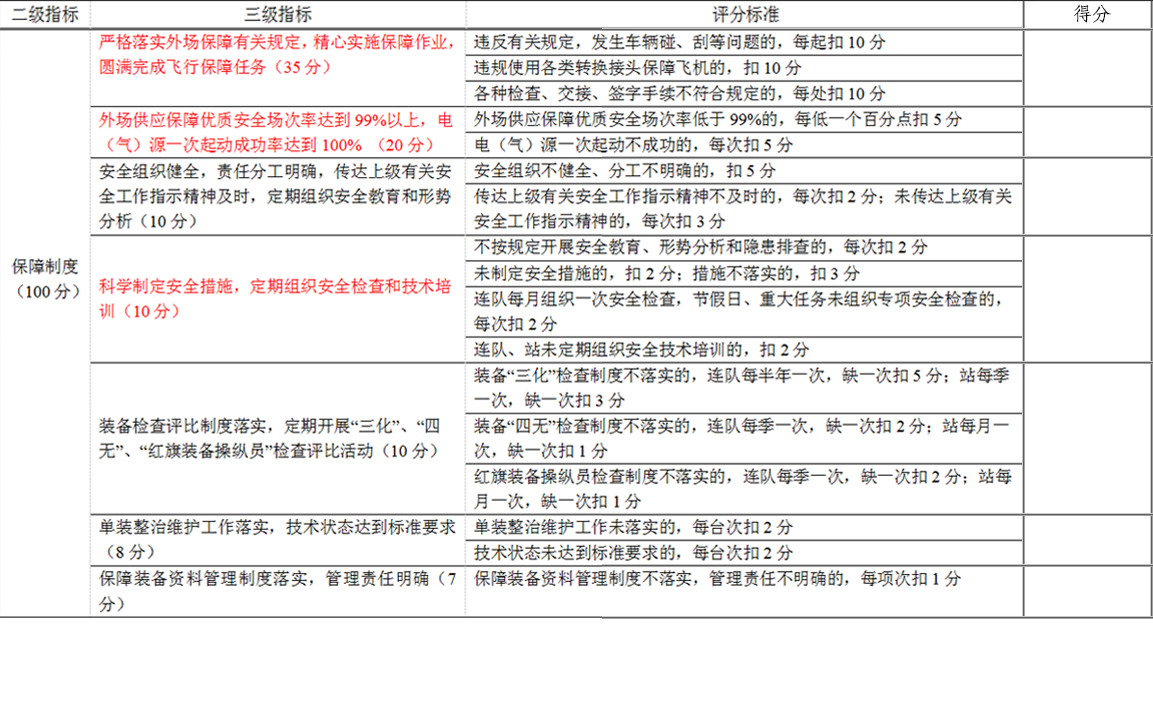 二级指标 三级指标 评分标准 得分
保障制度
（100 分）
严格落实外场保障有关规定，精心实施保障作业，
圆满完成飞行保障任务（35 分）
违反有关规定，发生车辆碰、刮等问题的，每起扣 10 分
违规使用各类转换接头保障飞机的，扣 10 分
各种检查、交接、签字手续不符合规定的，每处扣 10 分
外场供应保障优质安全场次率达到 99%以上，电
（气）源一次起动成功率达到 100% （20 分）
外场供应保障优质安全场次率低于 99%的，每低一个百分点扣 5 分
电（气）源一次起动不成功的，每次扣 5 分
安全组织健全，责任分工明确，传达上级有关安
全工作指示精神及时，定期组织安全教育和形势
分析（10 分）
安全组织不健全、分工不明确的，扣 5 分
传达上级有关安全工作指示精神不及时的，每次扣 2 分；未传达上级有关
安全工作指示精神的，每次扣 3 分
科学制定安全措施，定期组织安全检查和技术培
训（10 分）
不按规定开展安全教育、形势分析和隐患排查的，每次扣 2 分
未制定安全措施的，扣 2 分；措施不落实的，扣 3 分
连队每月组织一次安全检查，节假日、重大任务未组织专项安全检查的，
每次扣 2 分
连队、站未定期组织安全技术培训的，扣 2 分
装备检查评比制度落实，定期开展“三化”、“四
无”、“红旗装备操纵员”检查评比活动（10 分）
装备“三化”检查制度不落实的，连队每半年一次，缺一次扣 5 分；站每季
一次，缺一次扣 3 分
装备“四无”检查制度不落实的，连队每季一次，缺一次扣 2 分；站每月一
次，缺一次扣 1 分
红旗装备操纵员检查制度不落实的，连队每季一次，缺一次扣 2 分；站每
月一次，缺一次扣 1 分
单装整治维护工作落实，技术状态达到标准要求
（8 分）
单装整治维护工作未落实的，每台次扣 2 分
技术状态未达到标准要求的，每台次扣 2 分
保障装备资料管理制度落实，管理责任明确（7
分）
保障装备资料管理制度不落实，管理责任不明确的，每项次扣 1 分